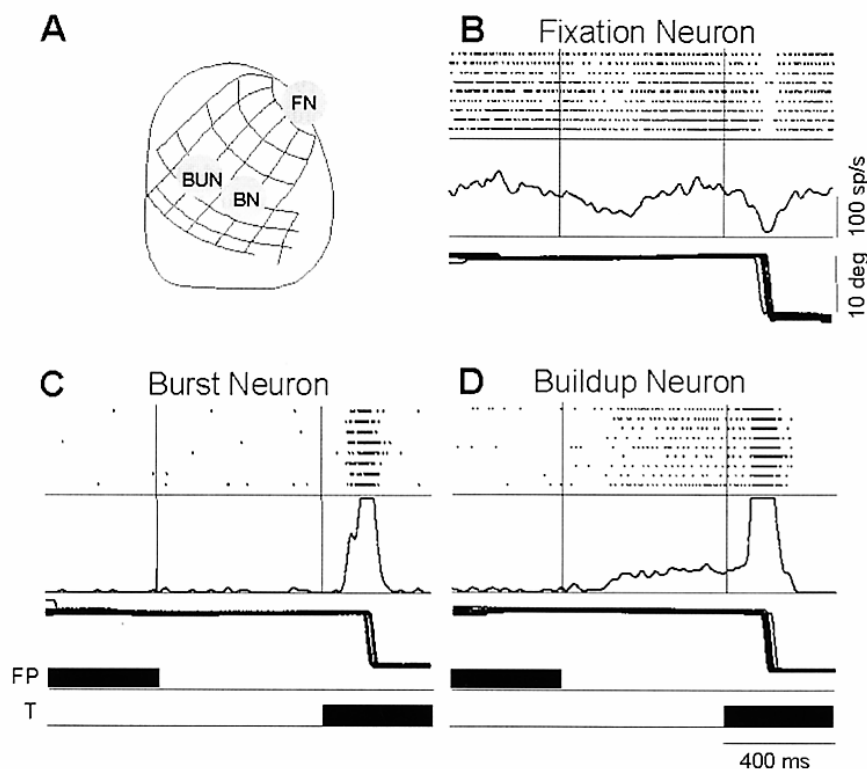 A
FN
BUN
BN
B
Fixation Neuron
100 sp/s
10 deg
C
Burst Neuron
D
Buildup Neuron
FP
T
400 ms